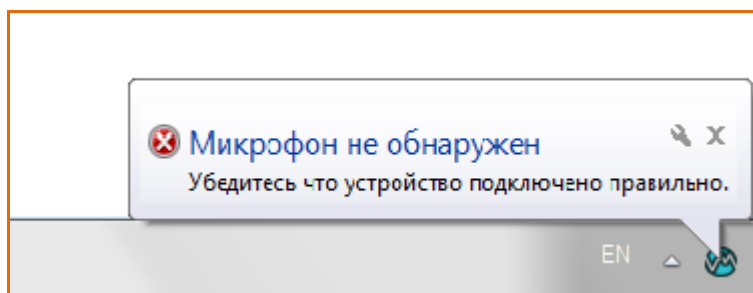 Микрофон не обнаружен
Убедитесь что устройство подключено правильно.
EN